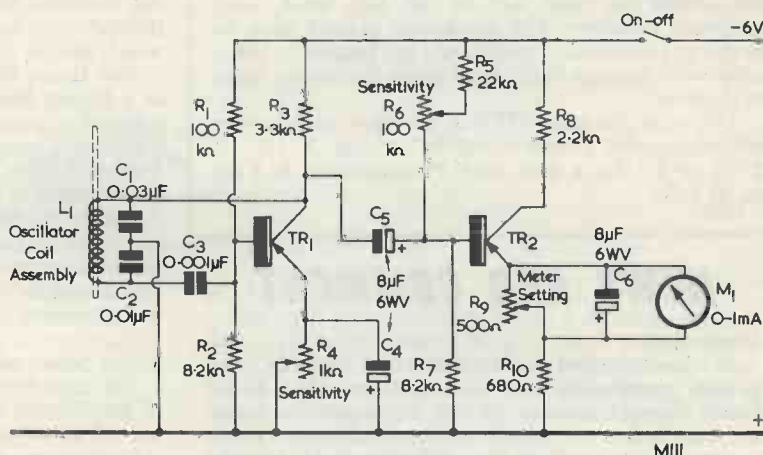 On-off
-6V
R1
100
kΩ
R3
3·3kΩ
Sensitivity
R6
100
kΩ
R5
22kΩ
R8
2·2kΩ
L1
Oscillator
Coil
Assembly
C1
0·03µF
C2
0·01µF
C3
0·001µF
TR1
C5
+
8µF
6WV
TR2
8µF
6WV
C6
+
M1
0-1mA
Meter
Setting
R9
500Ω
R2
8·2kΩ
R4
1kΩ
Sensitivity
C4
+
R7
8·2kΩ
R10
680Ω
+
M111